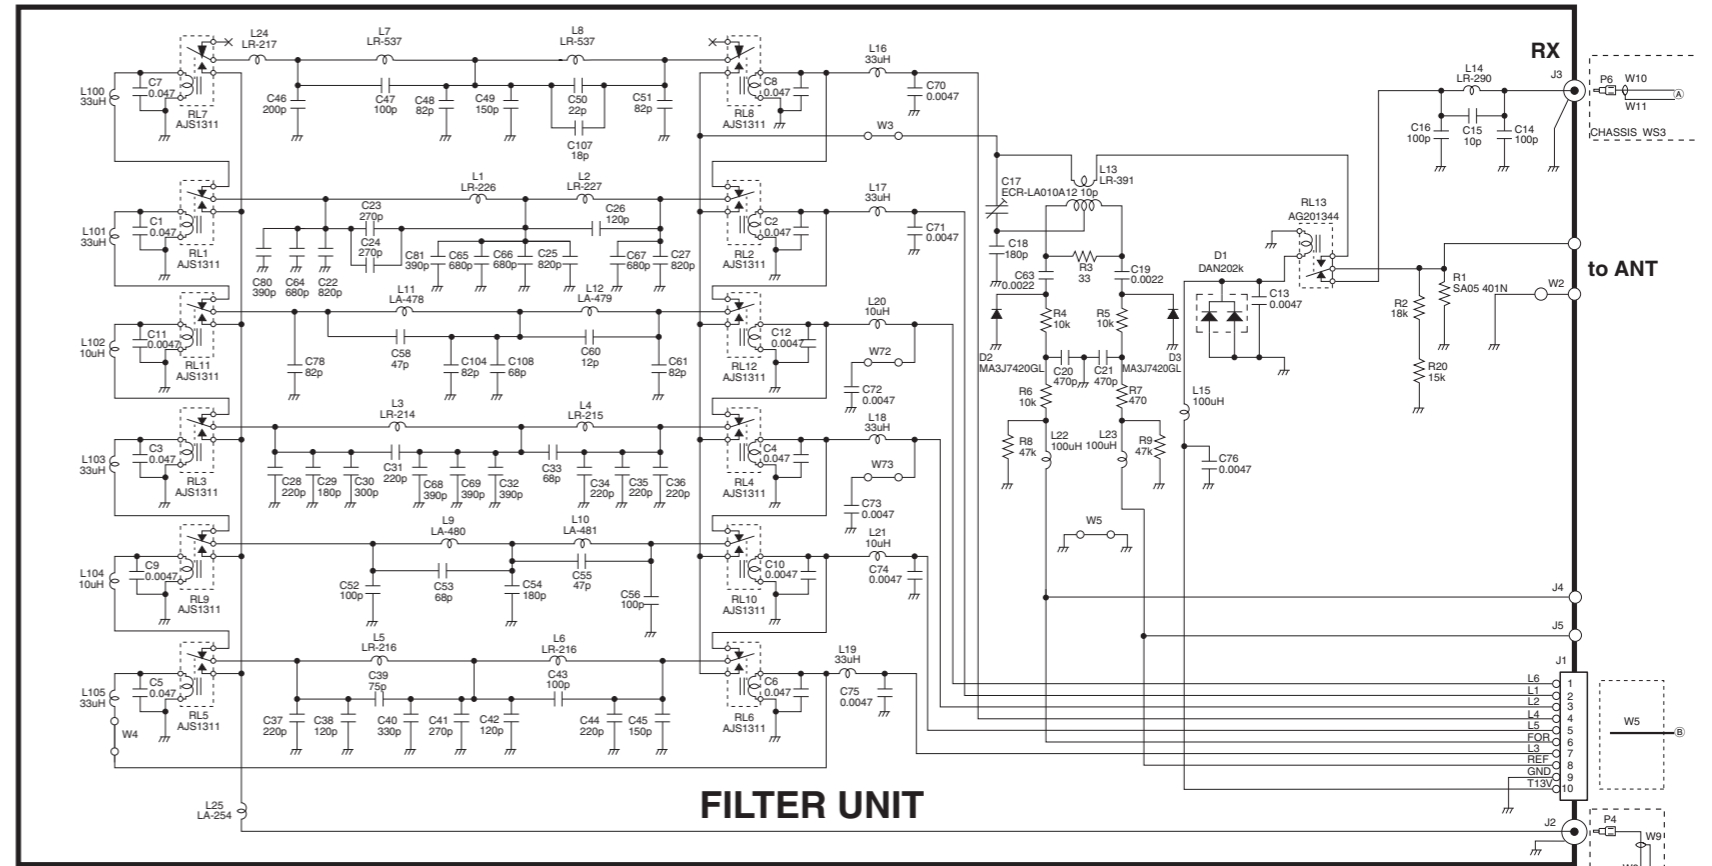 L24
LR-217
L7
LR-537
L8
LR-537
L16
33uH
RX
L14
LR-290
J3
P6
W10
W11
A
CHASSIS WS3
L100
33uH
C7
0.047
RL7
AJS1311
C46
200p
C47
100p
C48
82p
C49
150p
C50
22p
C107
18p
C51
82p
C8
0.047
RL8
AJS1311
C70
0.0047
W3
C16
100p
C15
10p
C14
100p
L1
LR-226
L2
LR-227
L17
33uH
C17
ECR-LA010A12 10p
L13
LR-391
RL13
AG201344
L101
33uH
C1
0.047
RL1
AJS1311
C23
270p
C24
270p
C26
120p
C80
390p
C64
680p
C22
820p
C81
390p
C65
680p
C66
680p
C25
820p
C67
680p
C27
820p
C2
0.047
RL2
AJS1311
C71
0.0047
C18
180p
C63
0.0022
R3
33
C19
0.0022
D1
DAN202k
C13
0.0047
R1
SA05 401N
R2
18k
R20
15k
to ANT
W2
L11
LA-478
L12
LA-479
L20
10uH
L102
10uH
C11
0.0047
RL11
AJS1311
C78
82p
C58
47p
C104
82p
C108
68p
C60
12p
C61
82p
C12
0.0047
RL12
AJS1311
W72
C72
0.0047
R4
10k
R5
10k
D2
MA3J7420GL
C20
470p
C21
470p
D3
MA3J7420GL
R6
10k
R7
470
L15
100uH
L3
LR-214
L4
LR-215
L18
33uH
L103
33uH
C3
0.047
RL3
AJS1311
C28
220p
C29
180p
C30
300p
C31
220p
C68
390p
C69
390p
C32
390p
C33
68p
C34
220p
C35
220p
C36
220p
C4
0.047
RL4
AJS1311
W73
C73
0.0047
R8
47k
L22
100uH
L23
100uH
R9
47k
C76
0.0047
L9
LA-480
L10
LA-481
L21
10uH
W5
L104
10uH
C9
0.0047
RL9
AJS1311
C52
100p
C53
68p
C54
180p
C55
47p
C56
100p
C10
0.0047
RL10
AJS1311
C74
0.0047
J4
J5
L5
LR-216
L6
LR-216
L19
33uH
L105
33uH
C5
0.047
RL5
AJS1311
W4
C37
220p
C38
120p
C39
75p
C40
330p
C41
270p
C42
120p
C43
100p
C44
220p
C45
150p
C6
0.047
RL6
AJS1311
C75
0.0047
J1
L6 1
L1 2
L2 3
L4 4
L5 5
FOR 6
L3 7
REF 8
GND 9
T13V 10
W5
B
L25
LA-254
FILTER UNIT
J2
P4
W9